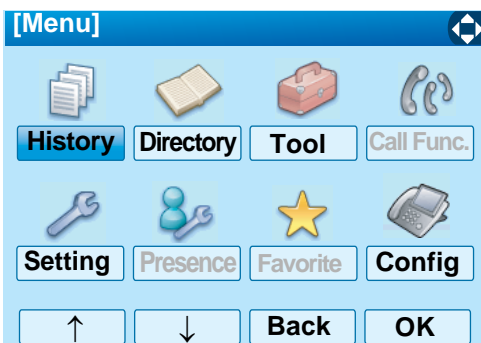 [Menu]
History Directory Tool Call Func.
Setting Presence Favorite Config
↑ ↓ Back OK